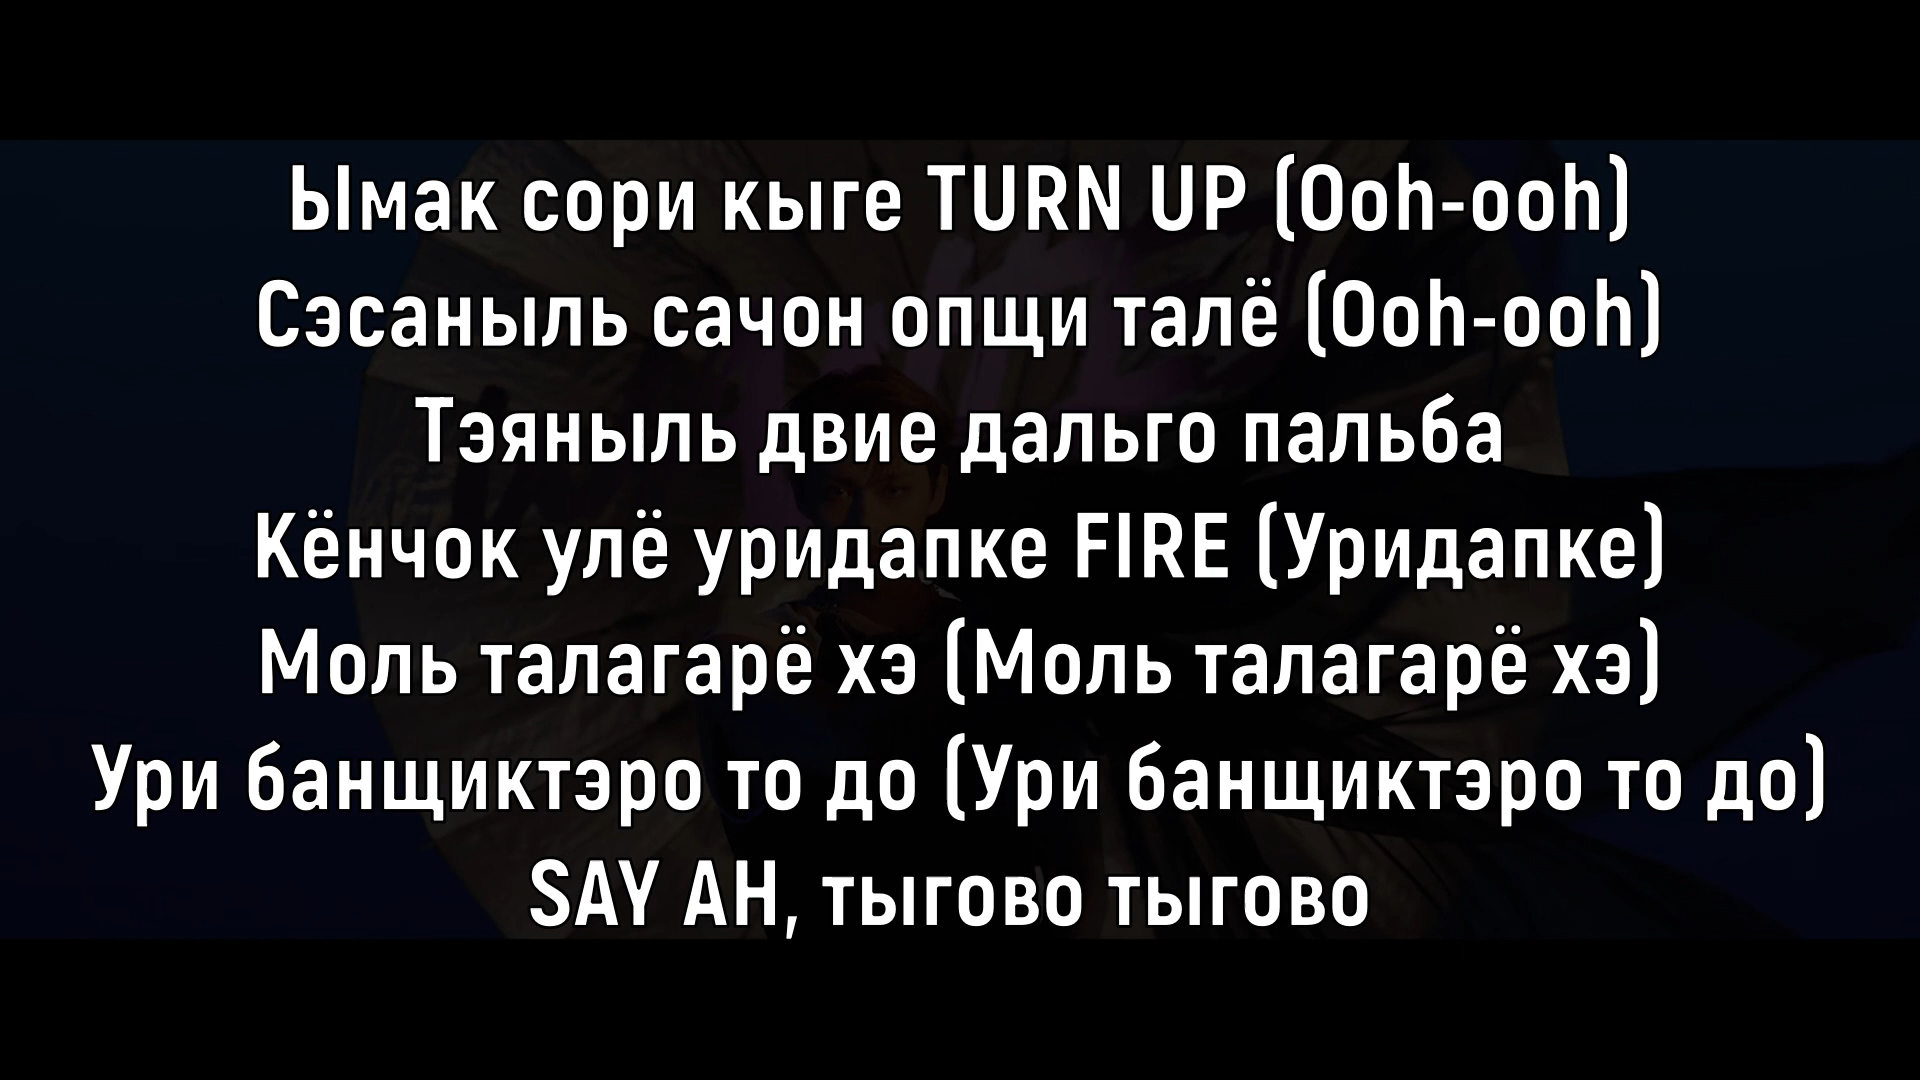 Ымак сори кыге TURN UP (Ooh-ooh)
Сэсаныль сачон опщи талё (Ooh-ooh)
Тэяныль двие дальго пальба
Кёнчок улё уридапке FIRE (Уридапке)
Моль талагарё хэ (Моль талагарё хэ)
Ури банщиктэро то до (Ури банщиктэро то до)
SAY AH, тыгово тыгово